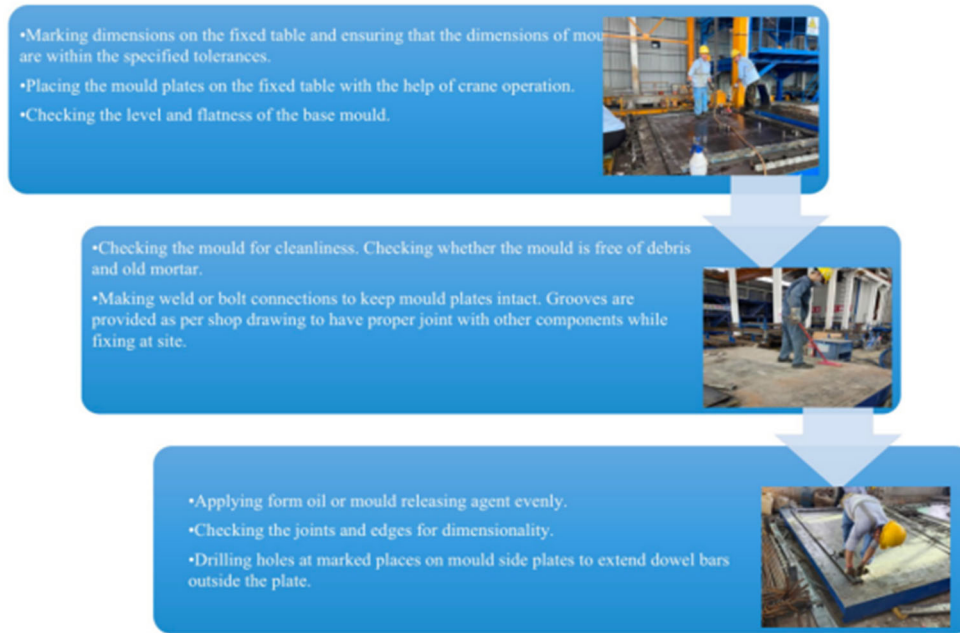 •Marking dimensions on the fixed table and ensuring that the dimensions of mou
are within the specified tolerances.
•Placing the mould plates on the fixed table with the help of crane operation.
•Checking the level and flatness of the base mould.
•Checking the mould for cleanliness. Checking whether the mould is free of debris
and old mortar.
•Making weld or bolt connections to keep mould plates intact. Grooves are
provided as per shop drawing to have proper joint with other components while
fixing at site.
•Applying form oil or mould releasing agent evenly.
•Checking the joints and edges for dimensionality.
•Drilling holes at marked places on mould side plates to extend dowel bars
outside the plate.